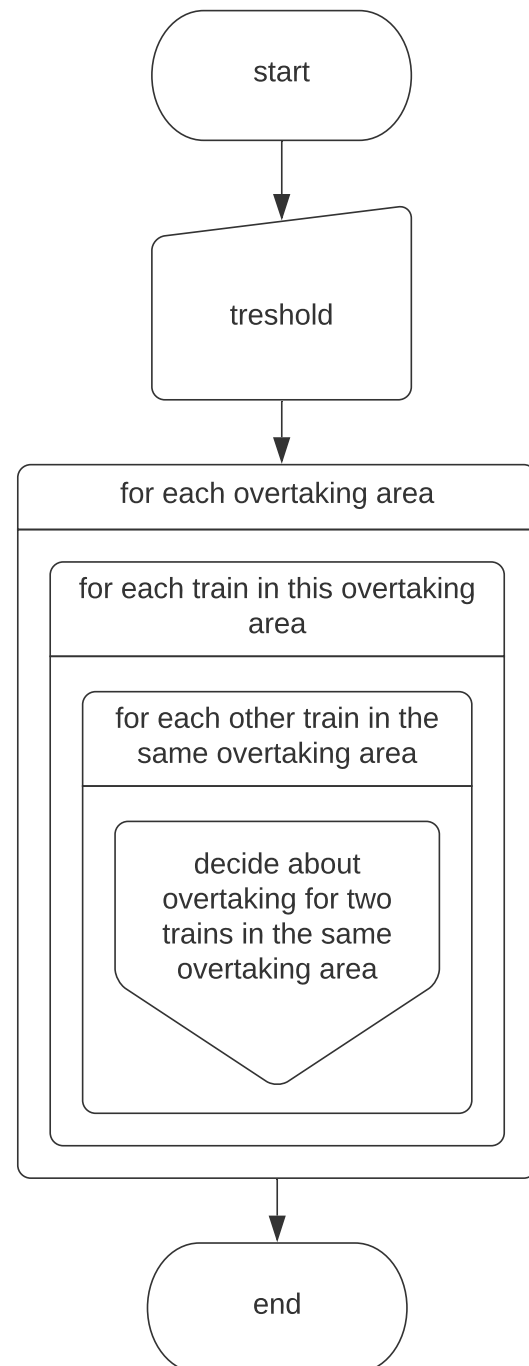 start
treshold
for each overtaking area
for each train in this overtaking
area
for each other train in the
same overtaking area
decide about
overtaking for two
trains in the same
overtaking area
end